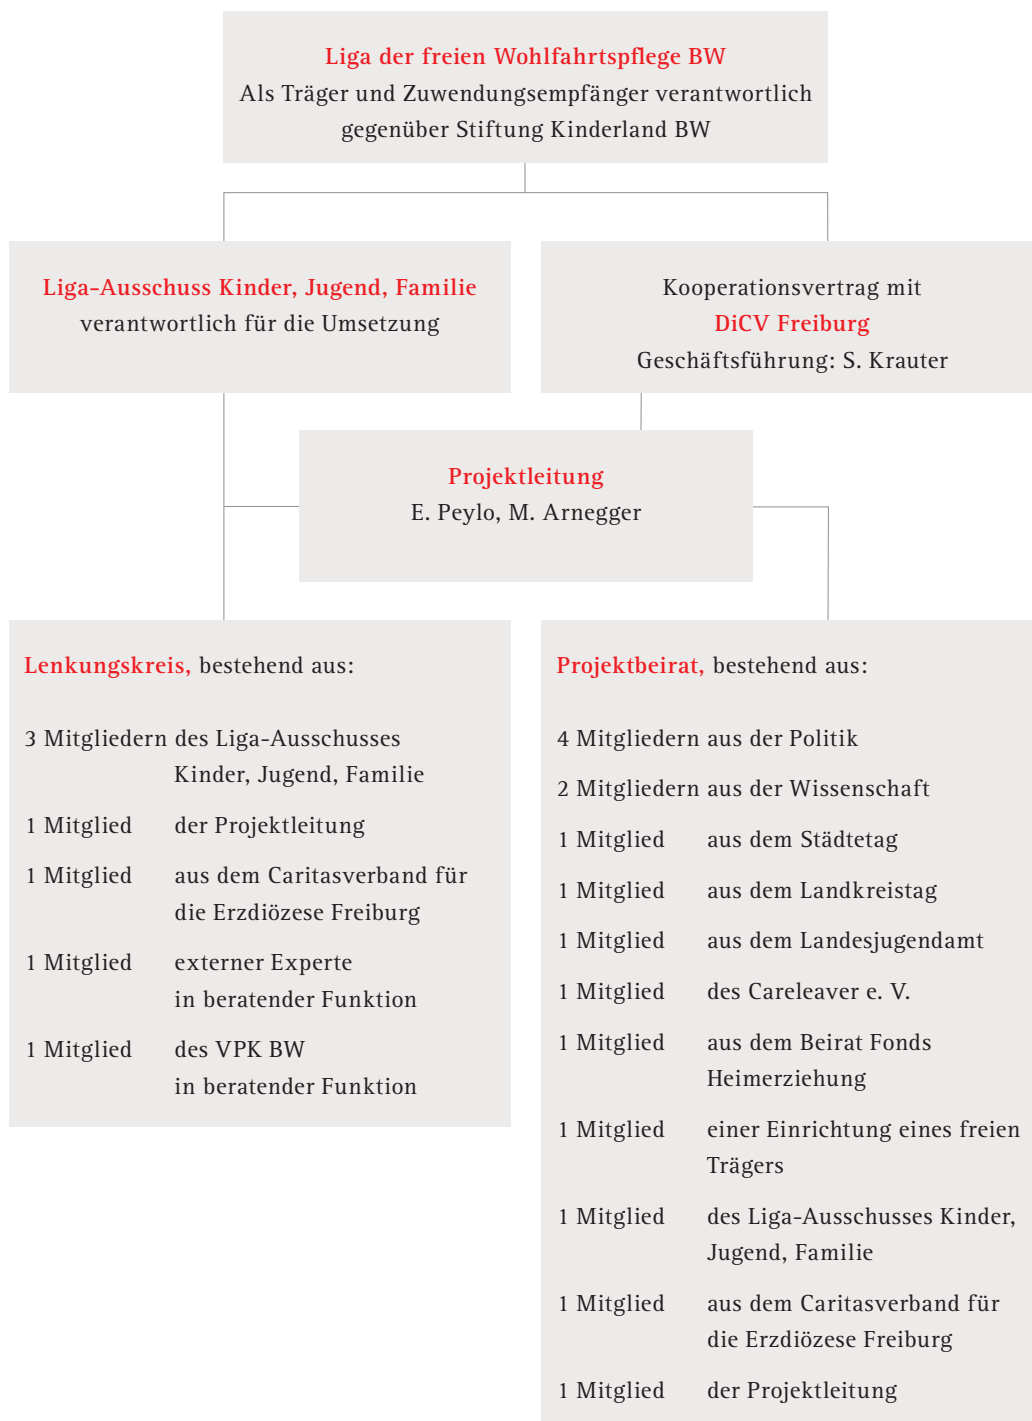 Liga der freien Wohlfahrtspflege BW
Als Träger und Zuwendungsempfänger verantwortlich
gegenüber Stiftung Kinderland BW
Liga-Ausschuss Kinder, Jugend, Familie
verantwortlich für die Umsetzung
Kooperationsvertrag mit
DiCV Freiburg
Geschäftsführung: S. Krauter
Projektleitung
E. Peylo, M. Arnegger
Lenkungskreis, bestehend aus:
3 Mitgliedern des Liga-Ausschusses
Kinder, Jugend, Familie
1 Mitglied der Projektleitung
1 Mitglied aus dem Caritasverband für
die Erzdiözese Freiburg
1 Mitglied externer Experte
in beratender Funktion
1 Mitglied des VPK BW
in beratender Funktion
Projektbeirat, bestehend aus:
4 Mitgliedern aus der Politik
2 Mitgliedern aus der Wissenschaft
1 Mitglied aus dem Städtetag
1 Mitglied aus dem Landkreistag
1 Mitglied aus dem Landesjugendamt
1 Mitglied des Careleaver e. V.
1 Mitglied aus dem Beirat Fonds
Heimerziehung
1 Mitglied einer Einrichtung eines freien
Trägers
1 Mitglied des Liga-Ausschusses Kinder,
Jugend, Familie
1 Mitglied aus dem Caritasverband für
die Erzdiözese Freiburg
1 Mitglied der Projektleitung